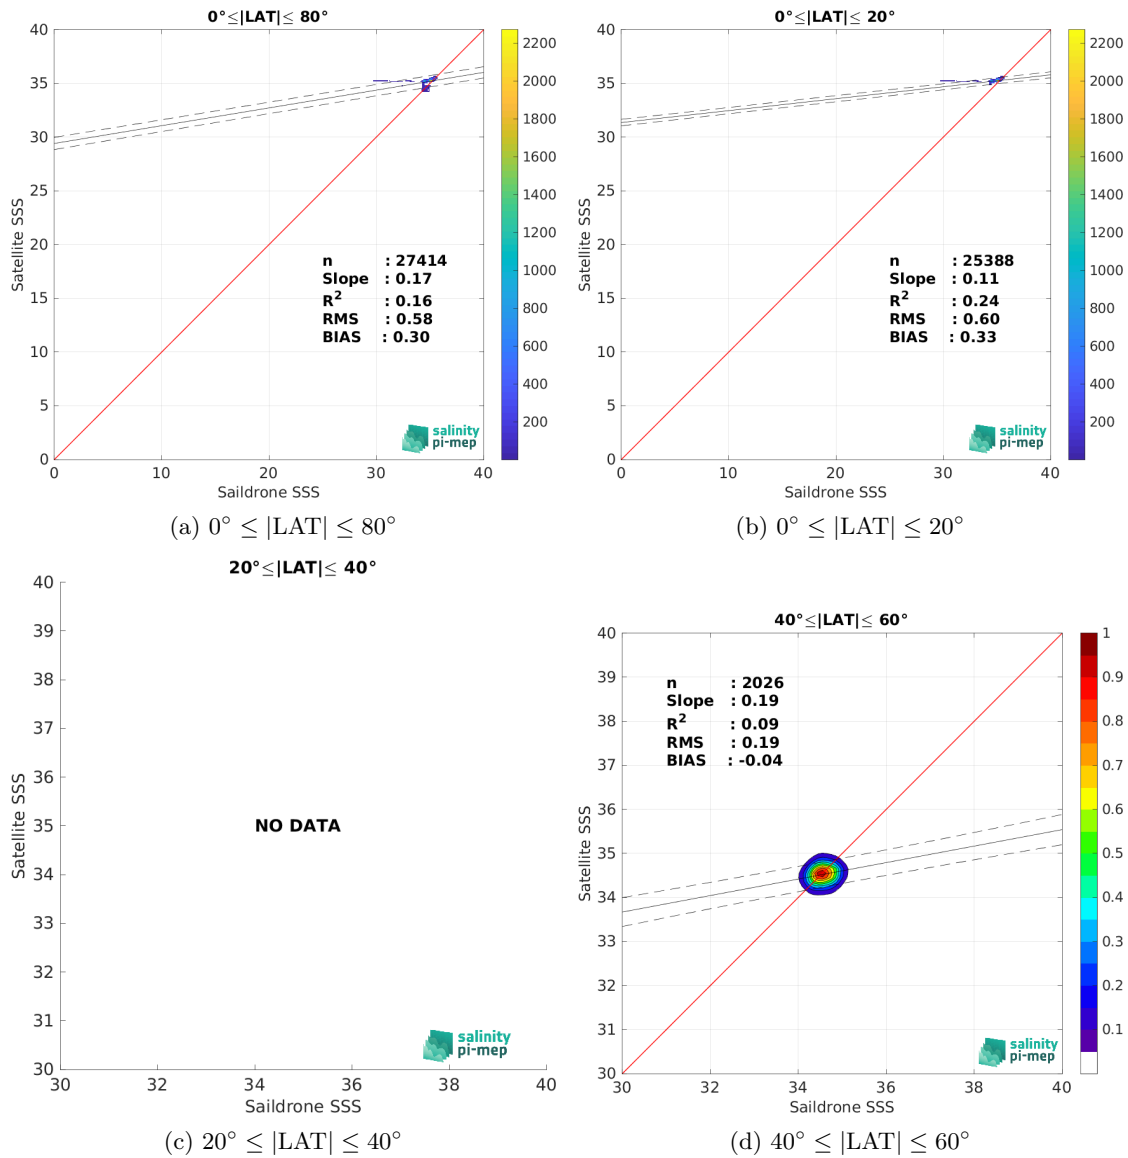 0°≤|LAT|≤ 80°
40
35
30
25
20
15
10
5
0
Satellite SSS
n : 27414
Slope : 0.17
R² : 0.16
RMS : 0.58
BIAS : 0.30
salinity
pi-mep
0 10 20 30 40
Saildrone SSS
2200
2000
1800
1600
1400
1200
1000
800
600
400
200
(a) 0° ≤ |LAT| ≤ 80°
0°≤|LAT|≤ 20°
40
35
30
25
20
15
10
5
0
Satellite SSS
n : 25388
Slope : 0.11
R² : 0.24
RMS : 0.60
BIAS : 0.33
salinity
pi-mep
0 10 20 30 40
Saildrone SSS
2200
2000
1800
1600
1400
1200
1000
800
600
400
200
(b) 0° ≤ |LAT| ≤ 20°
20°≤|LAT|≤ 40°
40
39
38
37
36
35
34
33
32
31
30
Satellite SSS
NO DATA
salinity
pi-mep
30 32 34 36 38 40
Saildrone SSS
(c) 20° ≤ |LAT| ≤ 40°
40°≤|LAT|≤ 60°
40
39
38
37
36
35
34
33
32
31
30
Satellite SSS
n : 2026
Slope : 0.19
R² : 0.09
RMS : 0.19
BIAS : -0.04
salinity
pi-mep
30 32 34 36 38 40
Saildrone SSS
1
0.9
0.8
0.7
0.6
0.5
0.4
0.3
0.2
0.1
(d) 40° ≤ |LAT| ≤ 60°